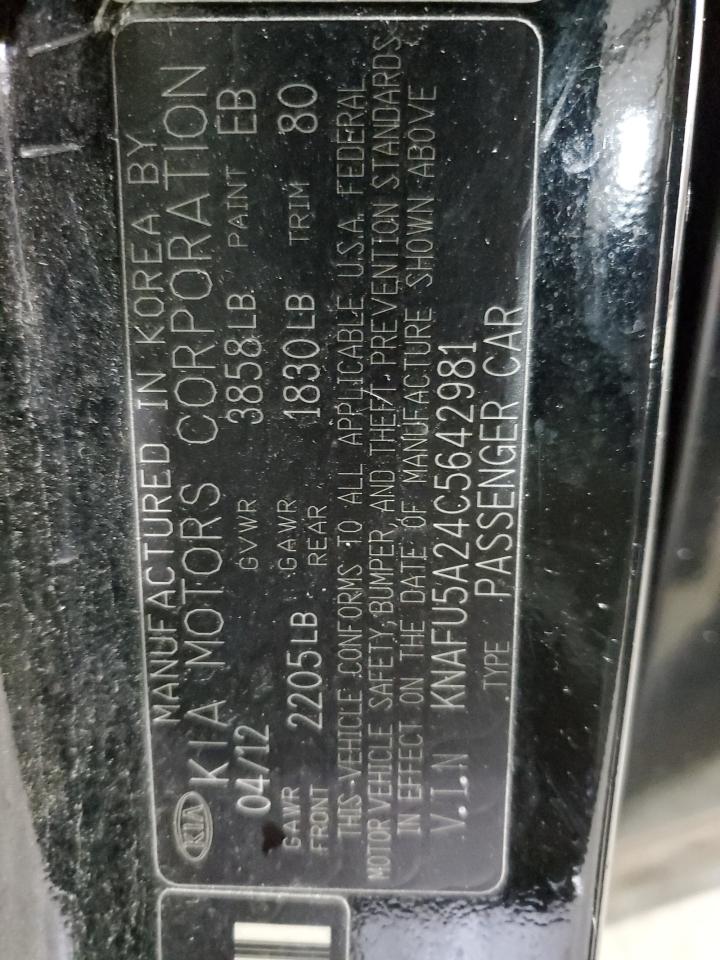 MANUFACTURED IN KOREA BY
KIA KIA MOTORS CORPORATION
04/12 GVWR 3858LB PAINT EB
GAWR FRONT 2205LB GAWR REAR 1830LB TRIM 80
THIS VEHICLE CONFORMS TO ALL APPLICABLE U.S.A. FEDERAL
MOTOR VEHICLE SAFETY, BUMPER, AND THEFT PREVENTION STANDARDS
IN EFFECT ON THE DATE OF MANUFACTURE SHOWN ABOVE
V.I.N KNAFU5A24C5642981
TYPE PASSENGER CAR